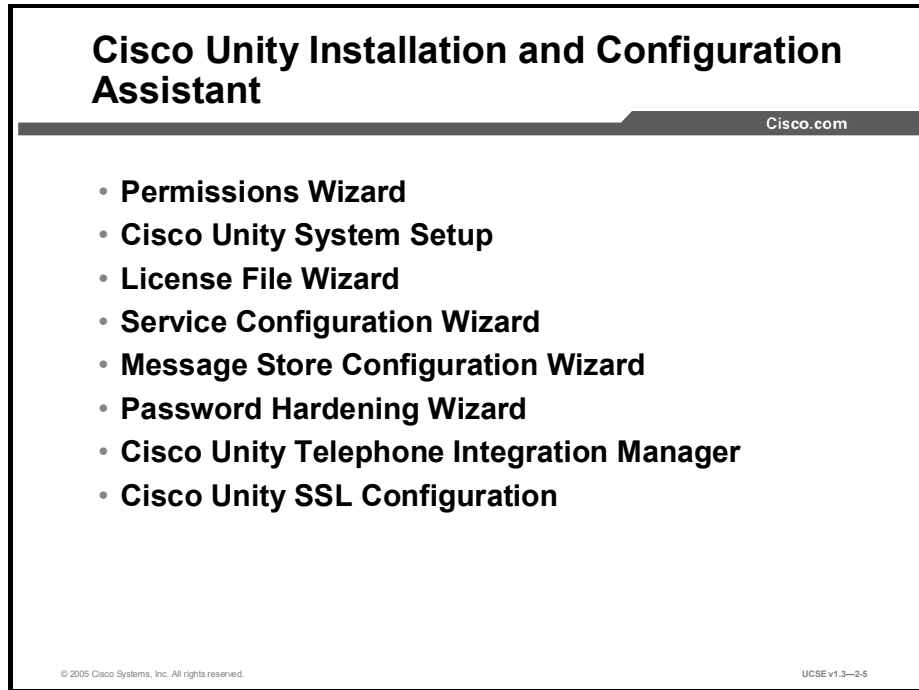 Cisco Unity Installation and Configuration
Assistant
Cisco.com
• Permissions Wizard
• Cisco Unity System Setup
• License File Wizard
• Service Configuration Wizard
• Message Store Configuration Wizard
• Password Hardening Wizard
• Cisco Unity Telephone Integration Manager
• Cisco Unity SSL Configuration
© 2005 Cisco Systems, Inc. All rights reserved.
UCSE v1.3—2-5